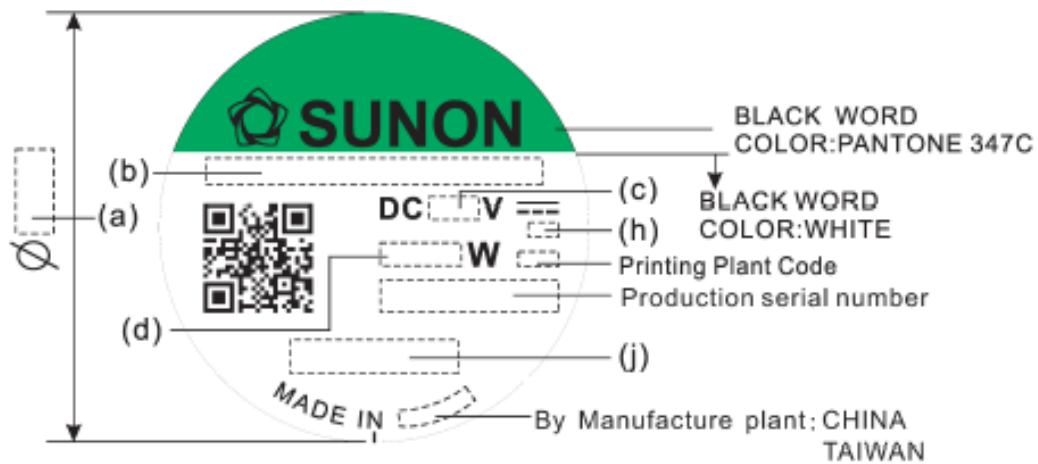 SUNON
BLACK WORD
COLOR:PANTONE 347C
(b)
(c)
DC V
BLACK WORD
COLOR:WHITE
(a)
(h)
Ø
W
Printing Plant Code
Production serial number
(d)
(j)
MADE IN
By Manufacture plant: CHINA
TAIWAN